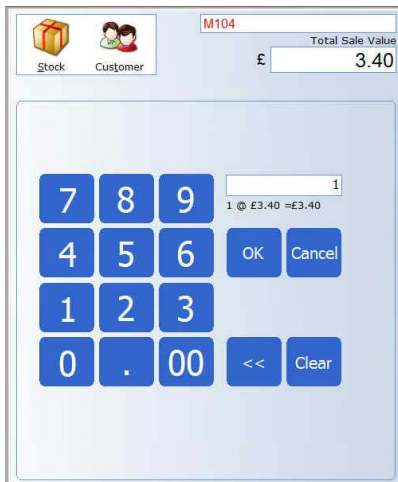 M104
Total Sale Value
£ 3.40
Stock Customer
1
1 @ £3.40 =£3.40
7 8 9
4 5 6 OK Cancel
1 2 3
0 . 00 << Clear